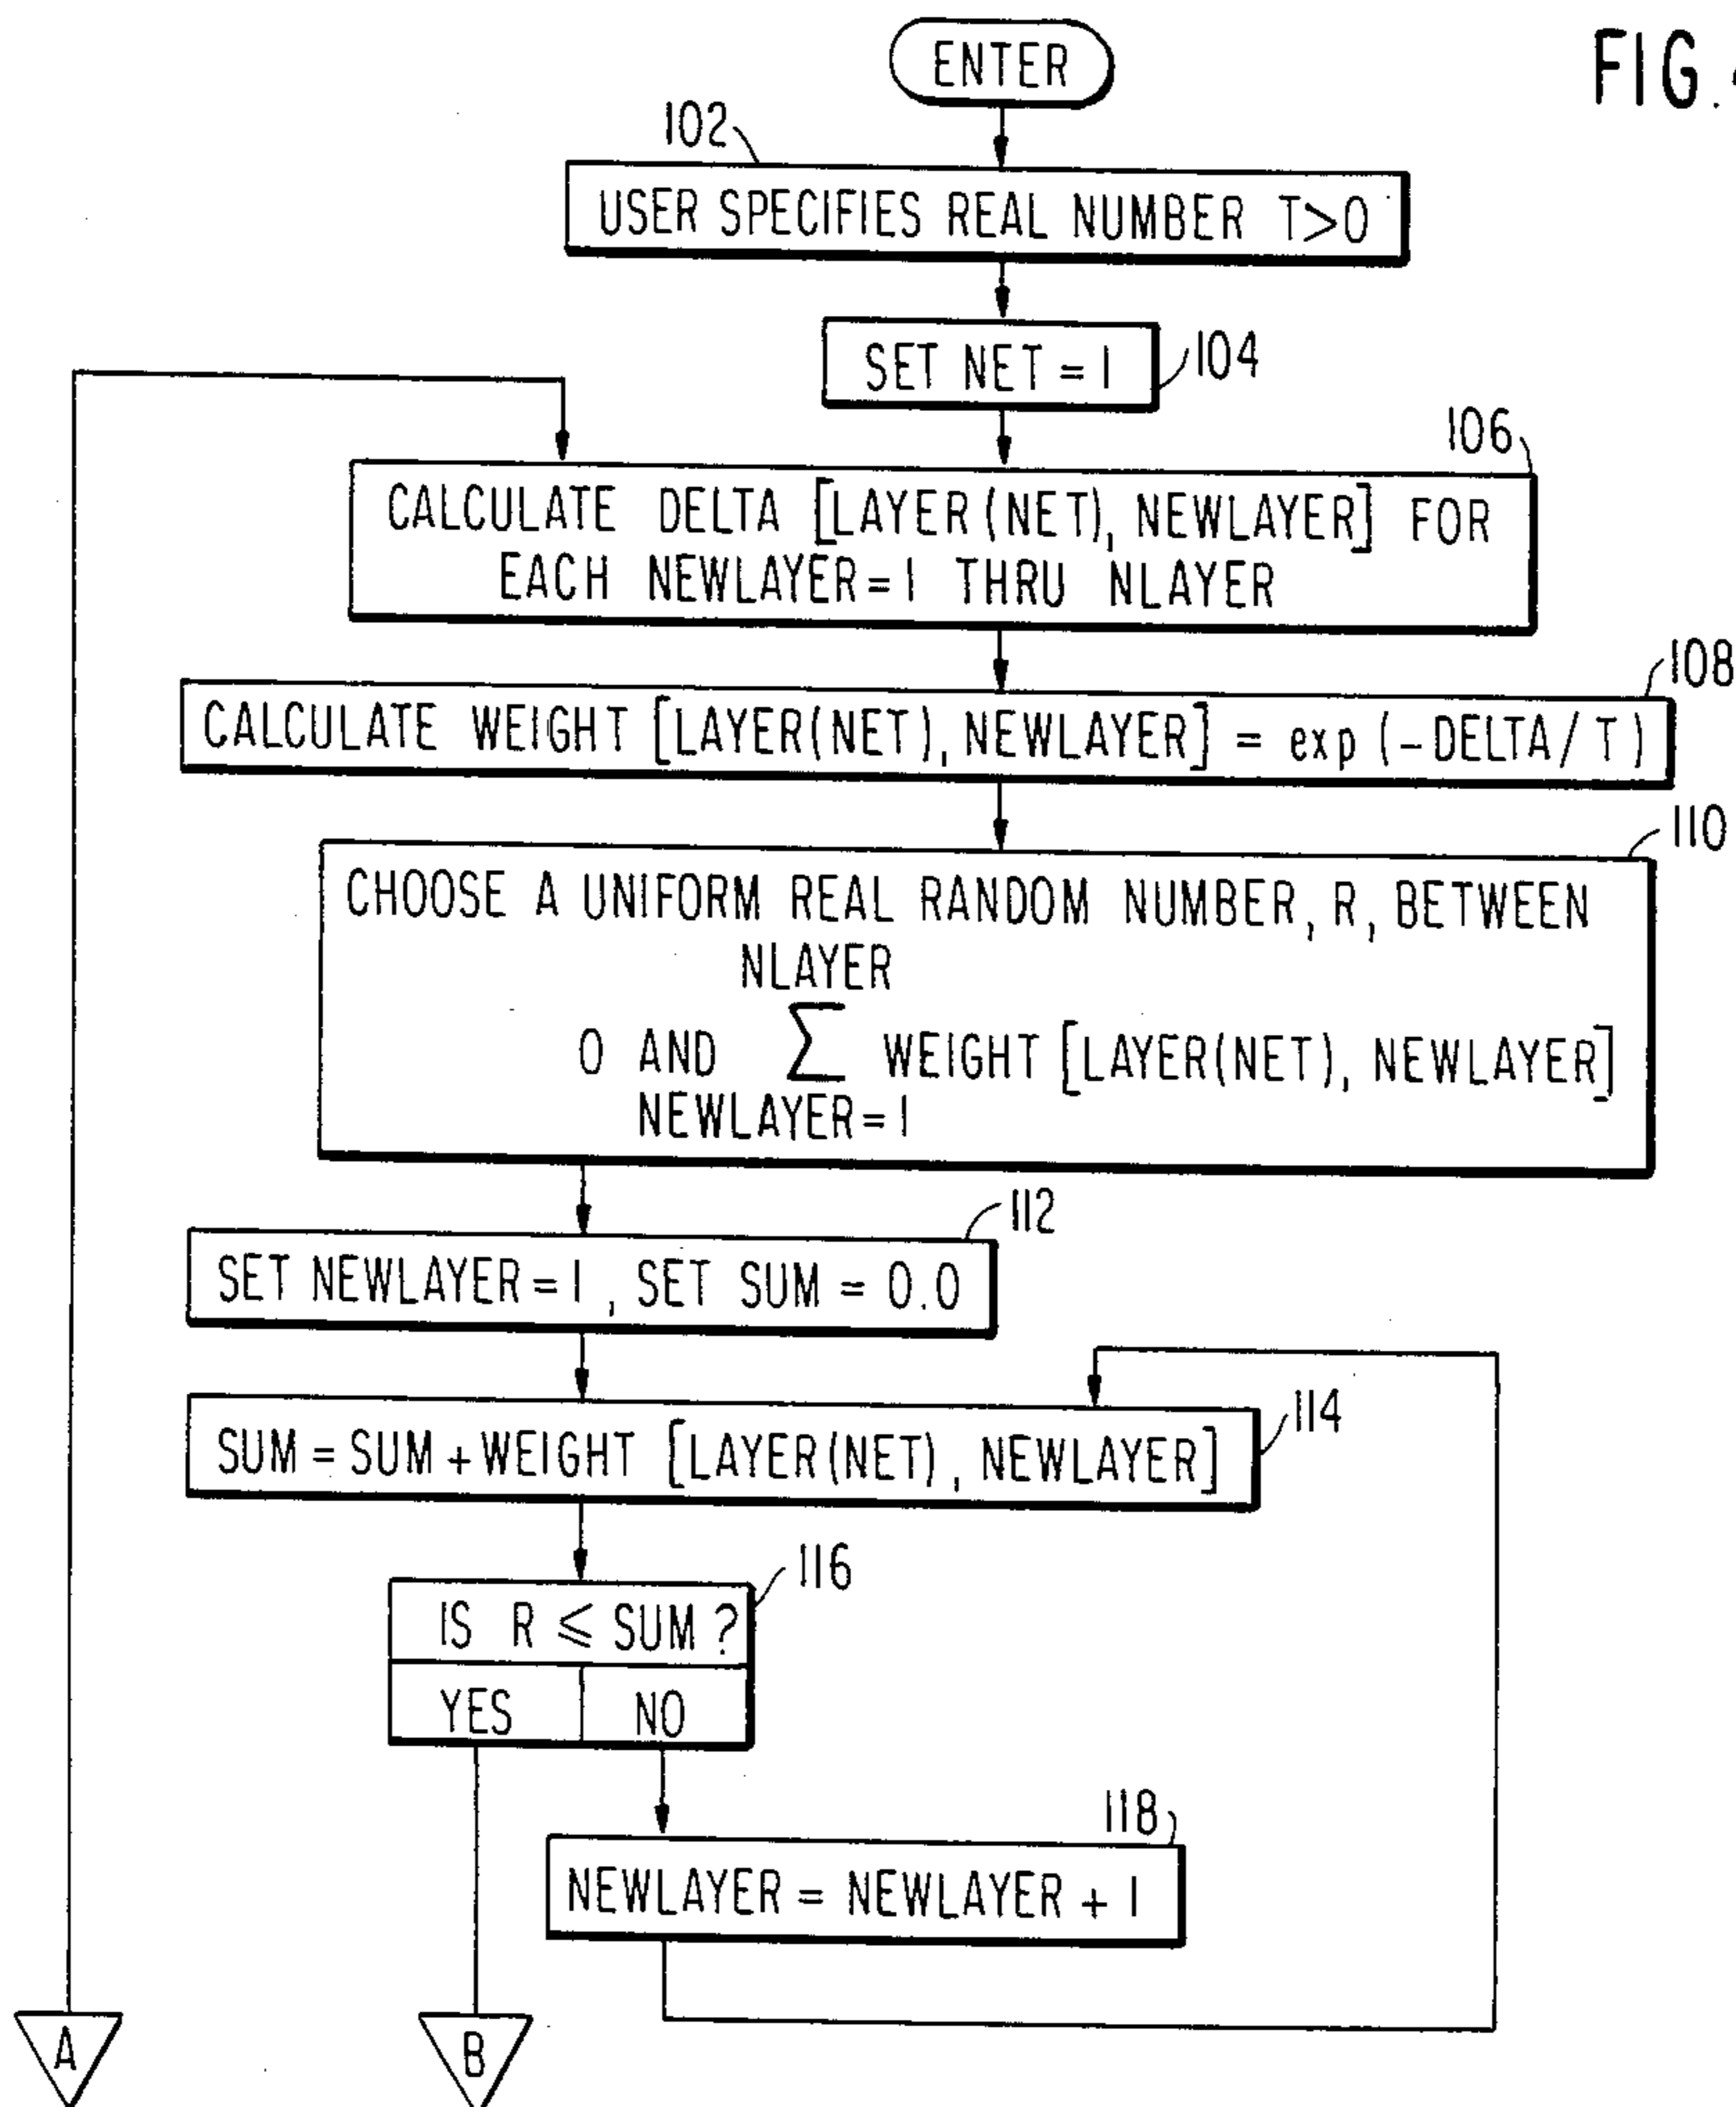 ENTER
FIG.
102
USER SPECIFIES REAL NUMBER T>0
SET NET = 1
104
106
CALCULATE DELTA [LAYER(NET), NEWLAYER] FOR
EACH NEWLAYER=1 THRU NLAYER
108
CALCULATE WEIGHT [LAYER(NET), NEWLAYER] = exp (-DELTA/T)
110
CHOOSE A UNIFORM REAL RANDOM NUMBER, R, BETWEEN
NLAYER
0 AND ∑ WEIGHT [LAYER(NET), NEWLAYER]
NEWLAYER=1
112
SET NEWLAYER=1, SET SUM = 0.0
114
SUM = SUM+WEIGHT [LAYER(NET), NEWLAYER]
116
IS R ≤ SUM ?
YES NO
118
NEWLAYER = NEWLAYER + 1
A
B